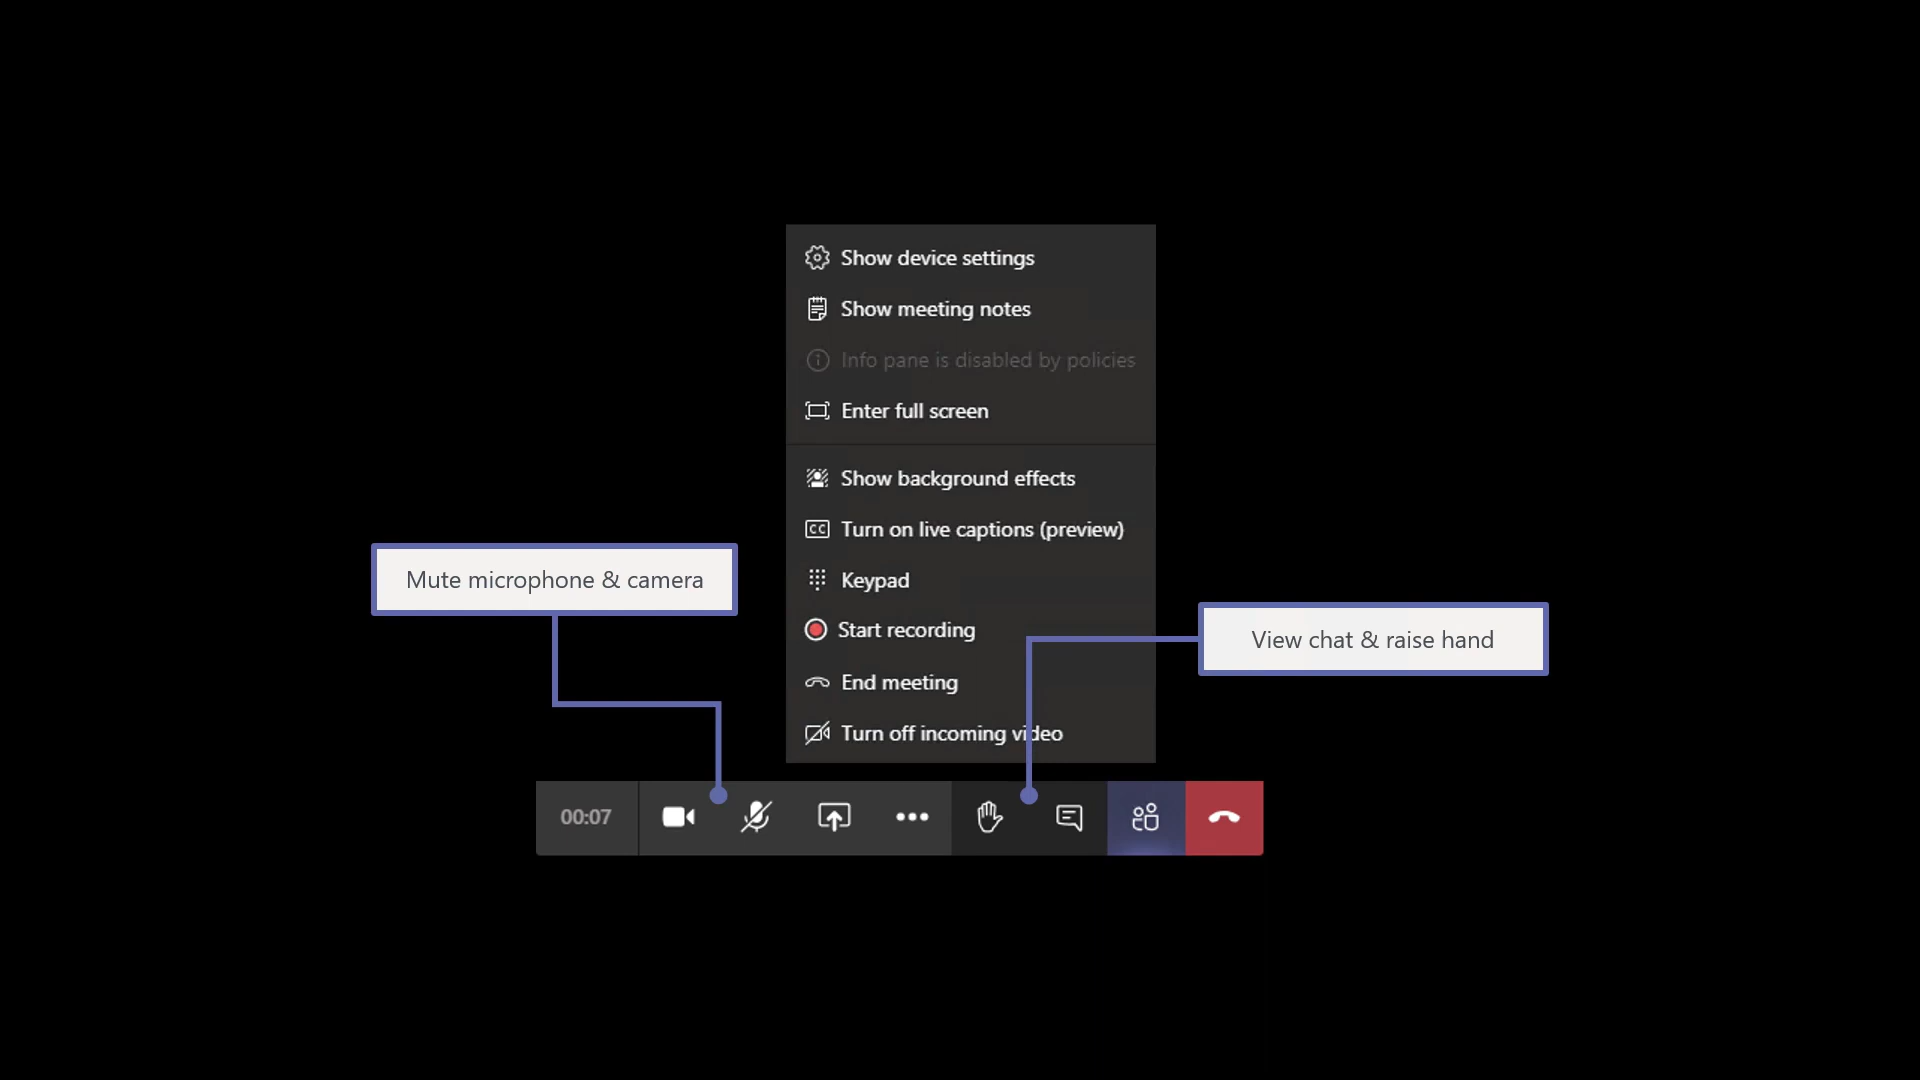 Show device settings
Show meeting notes
Info pane is disabled by policies
Enter full screen
Show background effects
CC Turn on live captions (preview)
Keypad
Start recording
End meeting
Turn off incoming video
Mute microphone & camera
View chat & raise hand
00:07